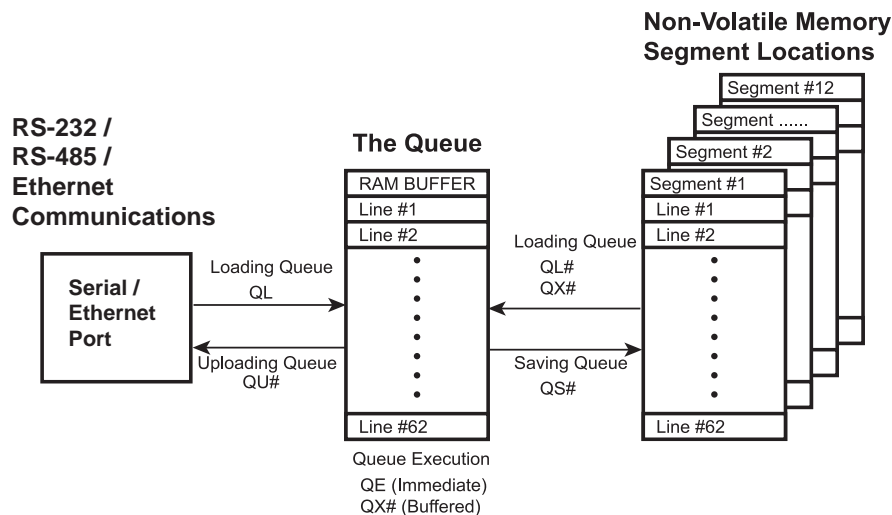 Non-Volatile Memory
Segment Locations
RS-232 /
RS-485 /
Ethernet
Communications
The Queue
Segment #12
Segment ......
Segment #2
Segment #1
Line #1
Line #2
Line #62
RAM BUFFER
Line #1
Line #2
Line #62
Serial /
Ethernet
Port
Loading Queue
QL
Uploading Queue
QU#
Loading Queue
QL#
QX#
Saving Queue
QS#
Queue Execution
QE (Immediate)
QX# (Buffered)